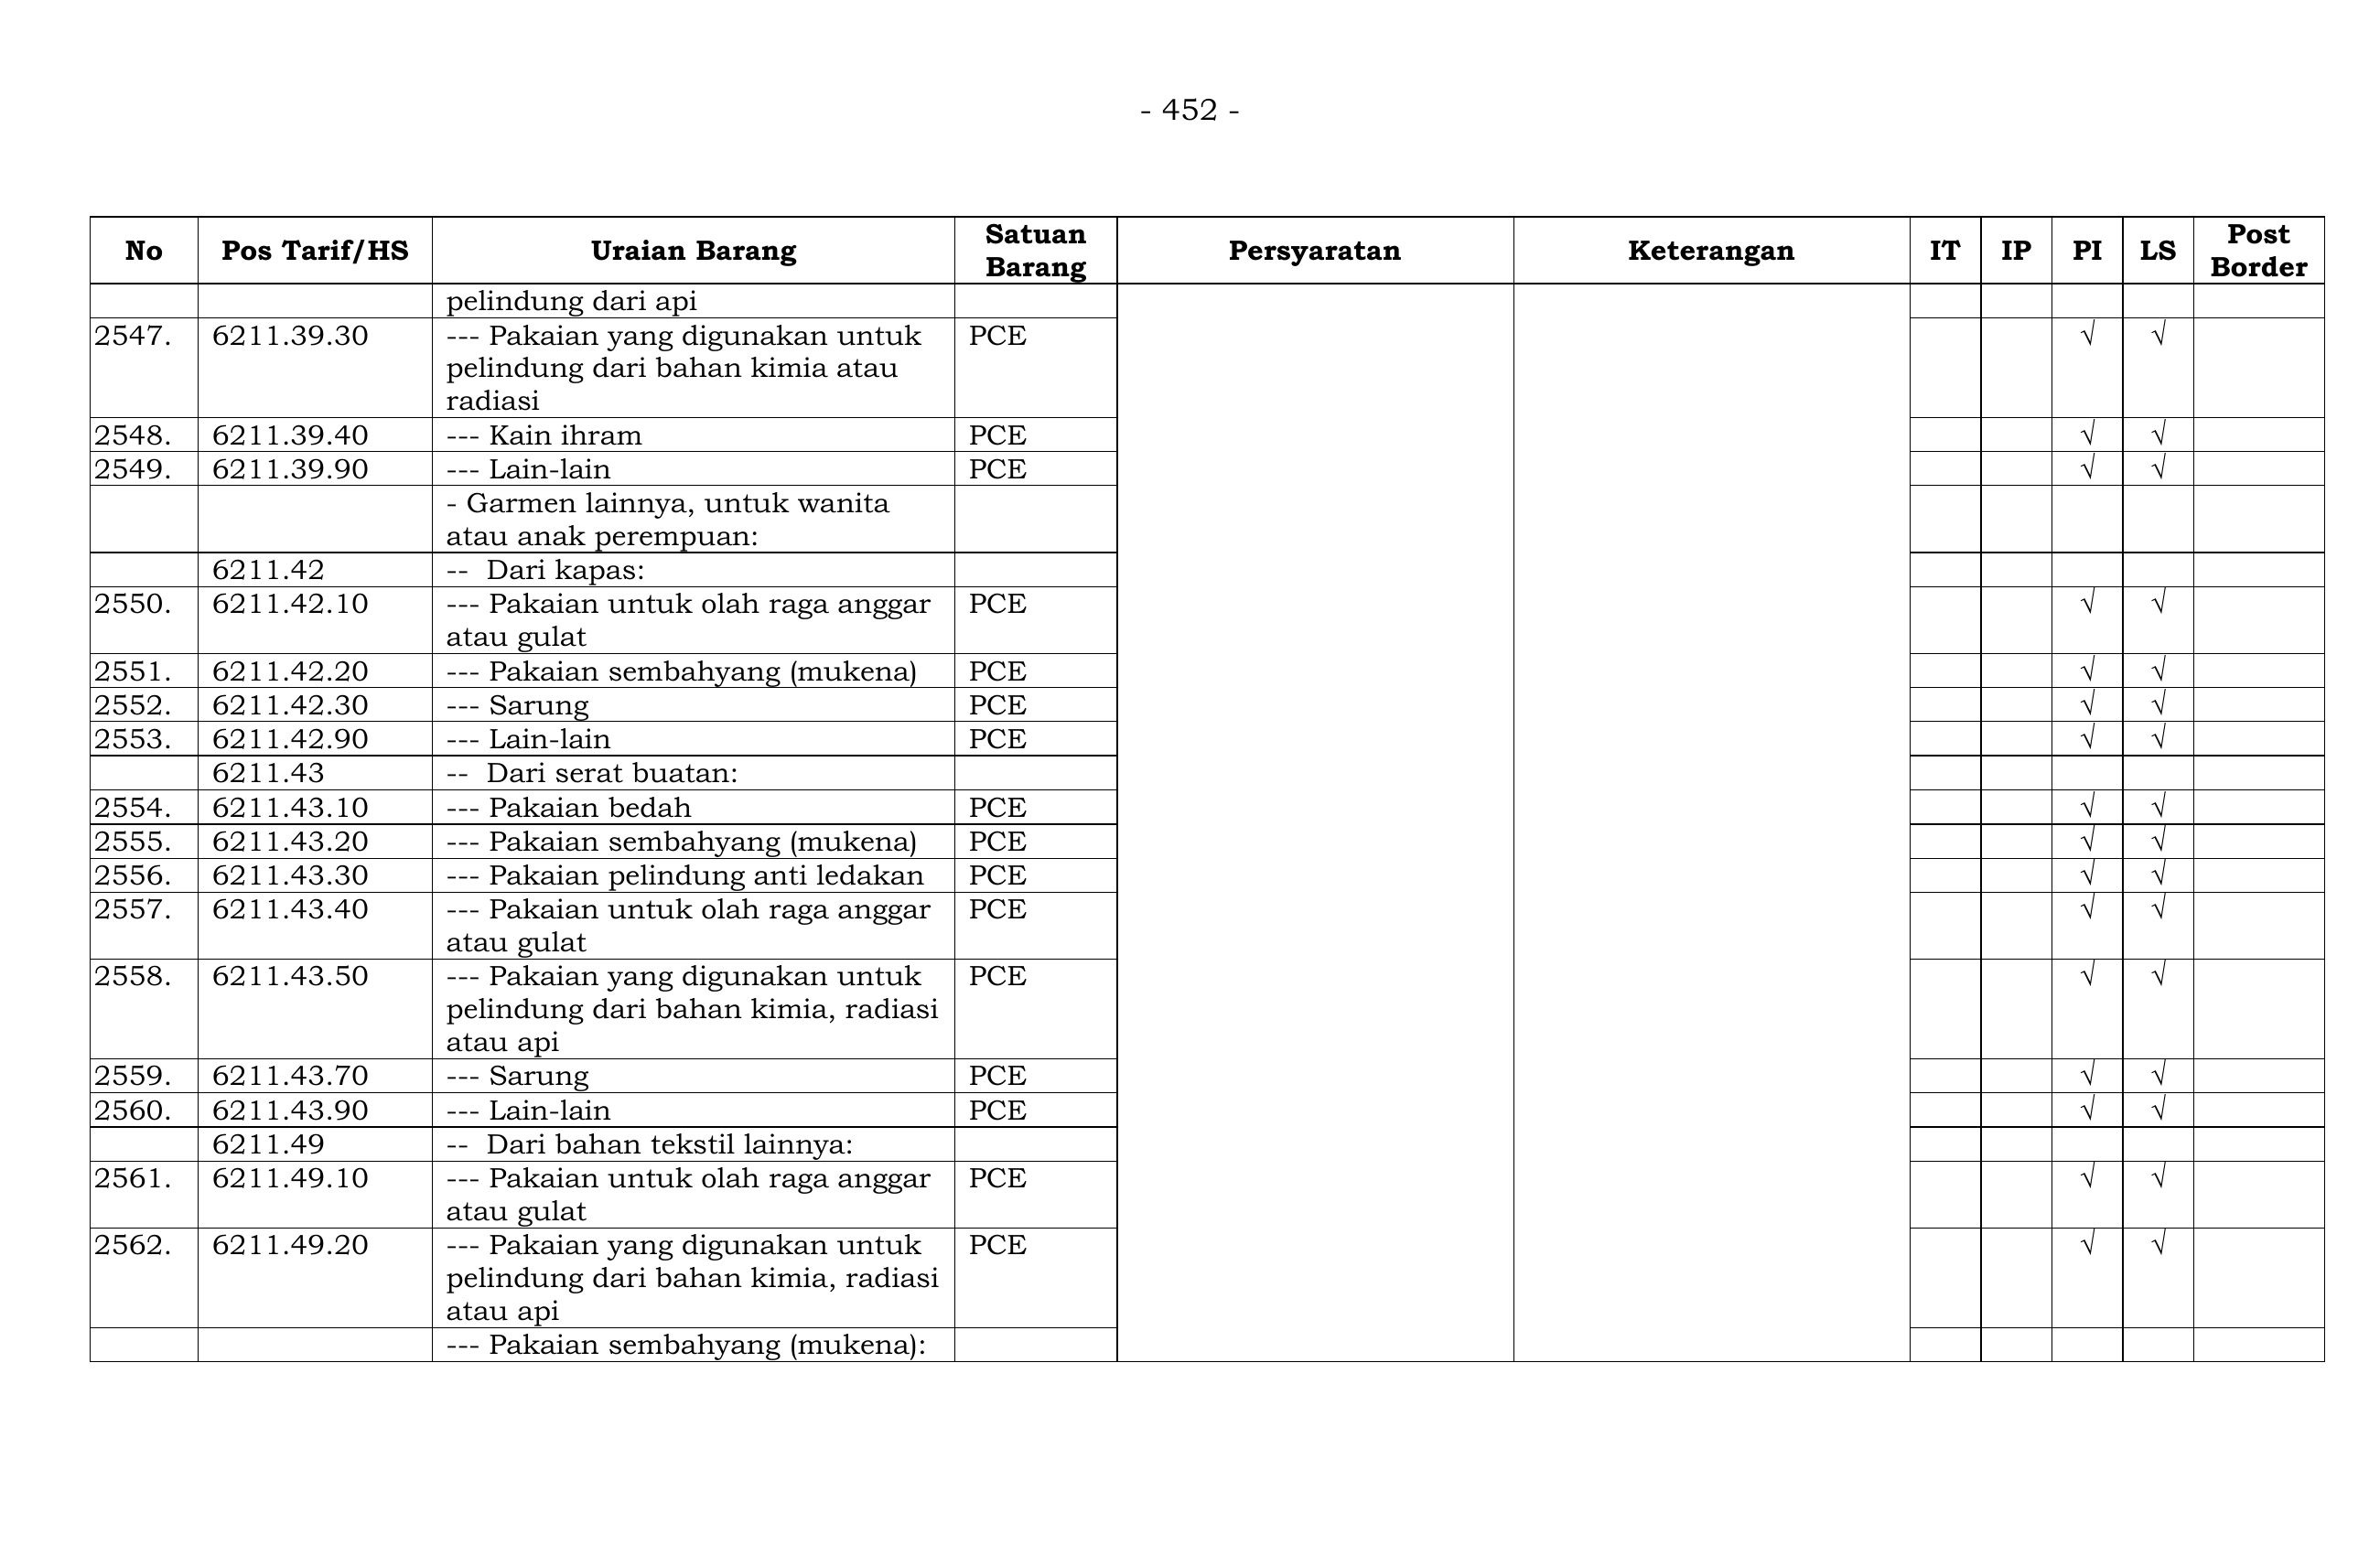 - 452 -
No Pos Tarif/HS Uraian Barang Satuan Barang Persyaratan Keterangan IT IP PI LS Post Border
pelindung dari api
2547. 6211.39.30 --- Pakaian yang digunakan untuk PCE √ √
pelindung dari bahan kimia atau
radiasi
2548. 6211.39.40 --- Kain ihram PCE √ √
2549. 6211.39.90 --- Lain-lain PCE √ √
- Garmen lainnya, untuk wanita
atau anak perempuan:
6211.42 -- Dari kapas:
2550. 6211.42.10 --- Pakaian untuk olah raga anggar PCE √ √
atau gulat
2551. 6211.42.20 --- Pakaian sembahyang (mukena) PCE √ √
2552. 6211.42.30 --- Sarung PCE √ √
2553. 6211.42.90 --- Lain-lain PCE √ √
6211.43 -- Dari serat buatan:
2554. 6211.43.10 --- Pakaian bedah PCE √ √
2555. 6211.43.20 --- Pakaian sembahyang (mukena) PCE √ √
2556. 6211.43.30 --- Pakaian pelindung anti ledakan PCE √ √
2557. 6211.43.40 --- Pakaian untuk olah raga anggar PCE √ √
atau gulat
2558. 6211.43.50 --- Pakaian yang digunakan untuk PCE √ √
pelindung dari bahan kimia, radiasi
atau api
2559. 6211.43.70 --- Sarung PCE √ √
2560. 6211.43.90 --- Lain-lain PCE √ √
6211.49 -- Dari bahan tekstil lainnya:
2561. 6211.49.10 --- Pakaian untuk olah raga anggar PCE √ √
atau gulat
2562. 6211.49.20 --- Pakaian yang digunakan untuk PCE √ √
pelindung dari bahan kimia, radiasi
atau api
--- Pakaian sembahyang (mukena):